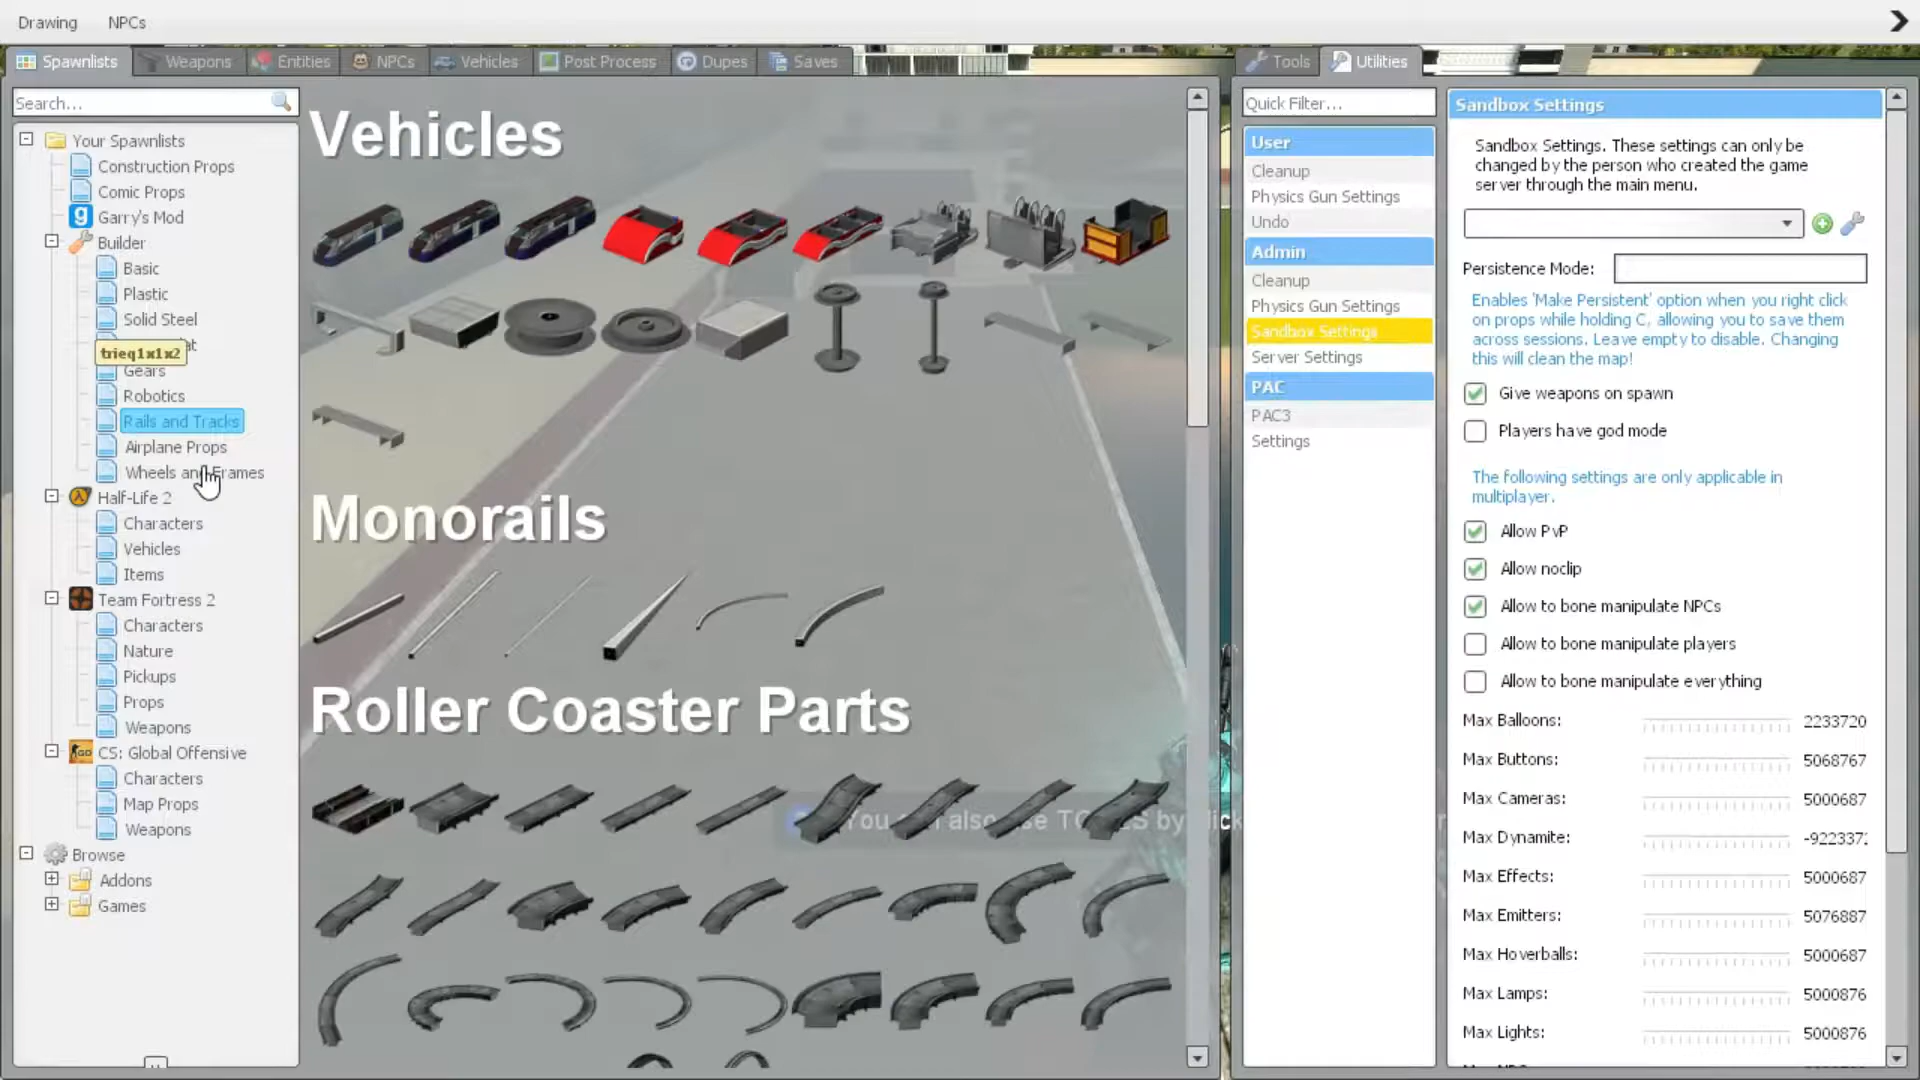 Drawing
NPCs
Spawnlists
Weapons
Entities
NPCs
Vehicles
Post Process
Dupes
Saves
Tools
Utilities
Search...
Your Spawnlists
Construction Props
Comic Props
Garry's Mod
Builder
Basic
Plastic
Solid Steel
trieq1x1x2
Gears
Robotics
Rails and Tracks
Airplane Props
Wheels and Frames
Half-Life 2
Characters
Vehicles
Items
Team Fortress 2
Characters
Nature
Pickups
Props
Weapons
CS: Global Offensive
Characters
Map Props
Weapons
Browse
Addons
Games
Vehicles
Monorails
Roller Coaster Parts
Quick Filter...
User
Cleanup
Physics Gun Settings
Undo
Admin
Cleanup
Physics Gun Settings
Sandbox Settings
Server Settings
PAC
PAC3
Settings
Sandbox Settings
Sandbox Settings. These settings can only be
changed by the person who created the game
server through the main menu.
Persistence Mode:
Enables 'Make Persistent' option when you right click
on props while holding C, allowing you to save them
across sessions. Leave empty to disable. Changing
this will clean the map!
Give weapons on spawn
Players have god mode
The following settings are only applicable in
multiplayer.
Allow PvP
Allow noclip
Allow to bone manipulate NPCs
Allow to bone manipulate players
Allow to bone manipulate everything
Max Balloons: 2233720
Max Buttons: 5068767
Max Cameras: 5000687
Max Dynamite: -922337
Max Effects: 5000687
Max Emitters: 5076887
Max Hoverballs: 5000687
Max Lamps: 5000876
Max Lights: 5000876